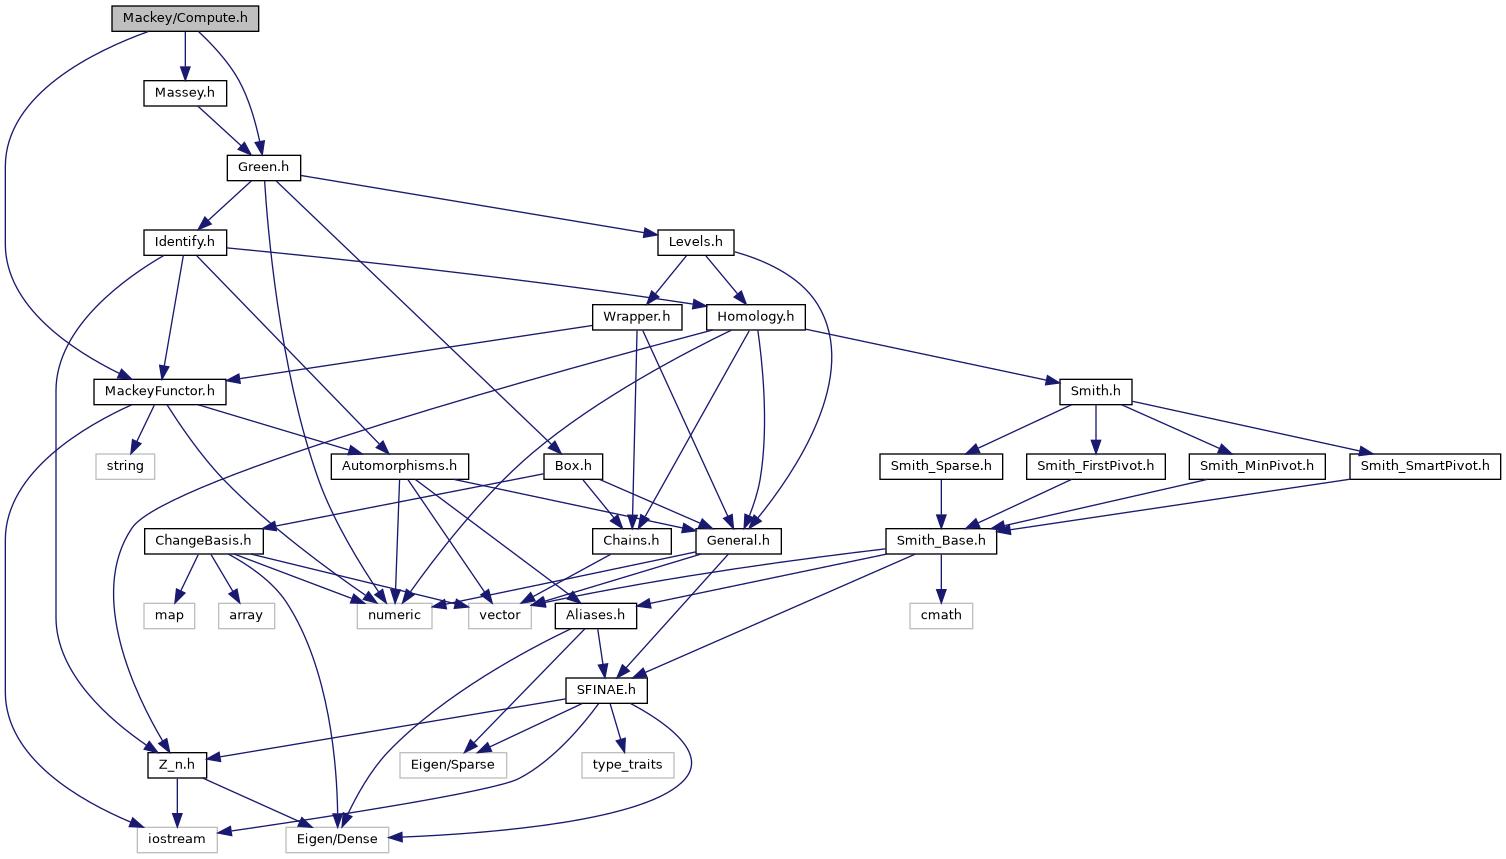 Mackey/Compute.h
Massey.h
Green.h
Identify.h
Levels.h
Wrapper.h
Homology.h
MackeyFunctor.h
Smith.h
string
Automorphisms.h
Box.h
Smith_Sparse.h
Smith_FirstPivot.h
Smith_MinPivot.h
Smith_SmartPivot.h
ChangeBasis.h
Chains.h
General.h
Smith_Base.h
map
array
numeric
vector
Aliases.h
cmath
SFINAE.h
Z_n.h
Eigen/Sparse
type_traits
iostream
Eigen/Dense